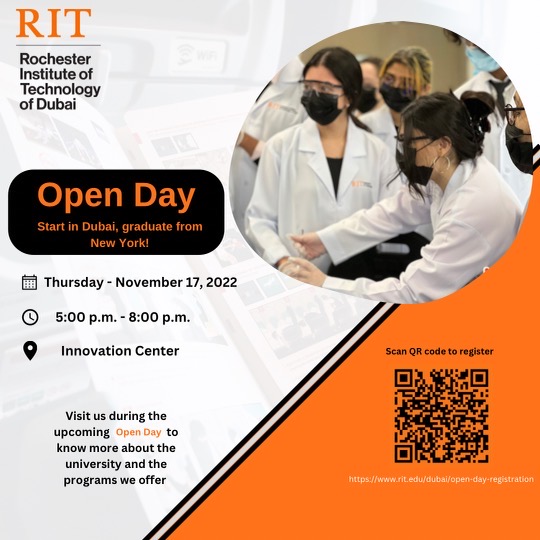 RIT
Rochester
Institute of
Technology
of Dubai
Open Day
Start in Dubai, graduate from
New York!
Thursday - November 17, 2022
5:00 p.m. - 8:00 p.m.
Innovation Center
Visit us during the
upcoming Open Day to
know more about the
university and the
programs we offer
WiFi
RIT
Scan QR code to register
https://www.rit.edu/dubai/open-day-registration